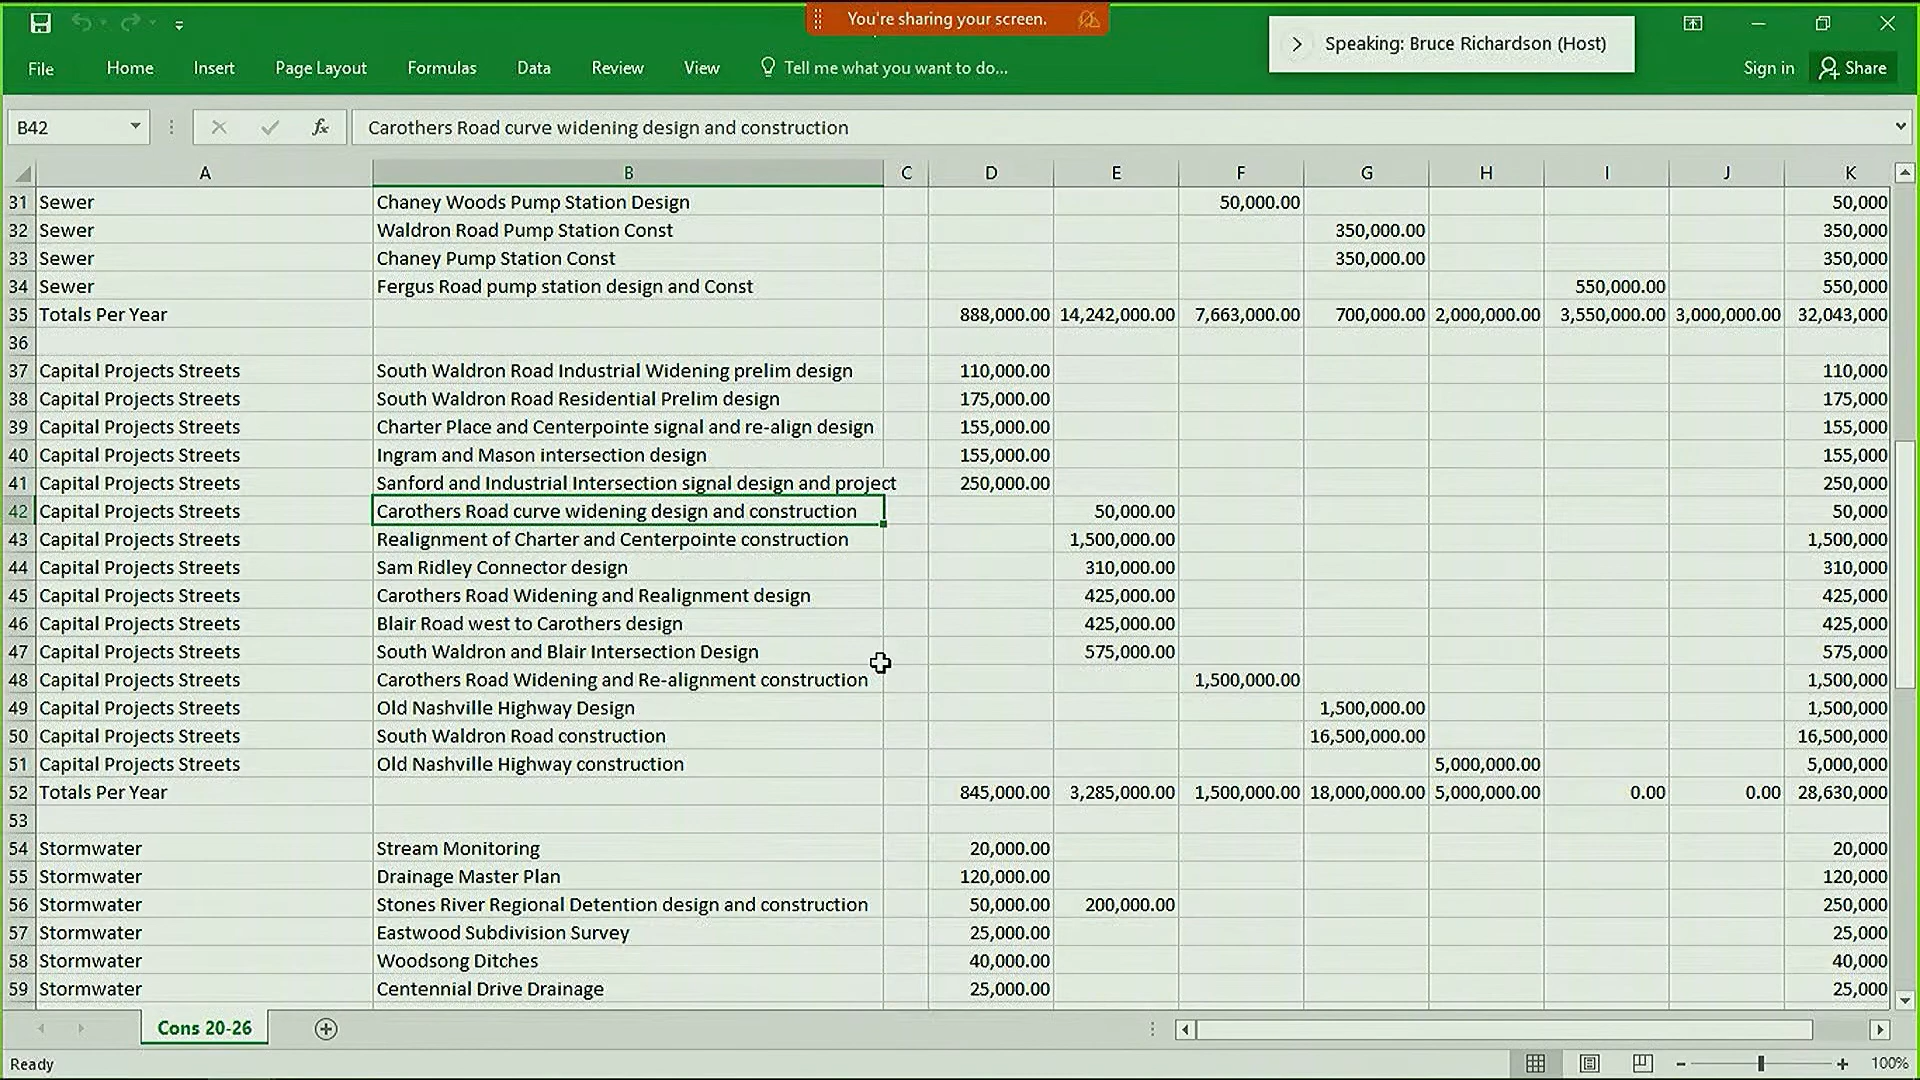 You're sharing your screen.
Speaking: Bruce Richardson (Host)
File Home Insert Page Layout Formulas Data Review View Tell me what you want to do... Sign in Share
B42 fx Carothers Road curve widening design and construction
A B C D E F G H I J K
31 Sewer Chaney Woods Pump Station Design 50,000.00 50,000
32 Sewer Waldron Road Pump Station Const 350,000.00 350,000
33 Sewer Chaney Pump Station Const 350,000.00 350,000
34 Sewer Fergus Road pump station design and Const 550,000.00 550,000
35 Totals Per Year 888,000.00 14,242,000.00 7,663,000.00 700,000.00 2,000,000.00 3,550,000.00 3,000,000.00 32,043,000
36
37 Capital Projects Streets South Waldron Road Industrial Widening prelim design 110,000.00 110,000
38 Capital Projects Streets South Waldron Road Residential Prelim design 175,000.00 175,000
39 Capital Projects Streets Charter Place and Centerpointe signal and re-align design 155,000.00 155,000
40 Capital Projects Streets Ingram and Mason intersection design 155,000.00 155,000
41 Capital Projects Streets Sanford and Industrial Intersection signal design and project 250,000.00 250,000
42 Capital Projects Streets Carothers Road curve widening design and construction 50,000.00 50,000
43 Capital Projects Streets Realignment of Charter and Centerpointe construction 1,500,000.00 1,500,000
44 Capital Projects Streets Sam Ridley Connector design 310,000.00 310,000
45 Capital Projects Streets Carothers Road Widening and Realignment design 425,000.00 425,000
46 Capital Projects Streets Blair Road west to Carothers design 425,000.00 425,000
47 Capital Projects Streets South Waldron and Blair Intersection Design 575,000.00 575,000
48 Capital Projects Streets Carothers Road Widening and Re-alignment construction 1,500,000.00 1,500,000
49 Capital Projects Streets Old Nashville Highway Design 1,500,000.00 1,500,000
50 Capital Projects Streets South Waldron Road construction 16,500,000.00 16,500,000
51 Capital Projects Streets Old Nashville Highway construction 5,000,000.00 5,000,000
52 Totals Per Year 845,000.00 3,285,000.00 1,500,000.00 18,000,000.00 5,000,000.00 0.00 0.00 28,630,000
53
54 Stormwater Stream Monitoring 20,000.00 20,000
55 Stormwater Drainage Master Plan 120,000.00 120,000
56 Stormwater Stones River Regional Detention design and construction 50,000.00 200,000.00 250,000
57 Stormwater Eastwood Subdivision Survey 25,000.00 25,000
58 Stormwater Woodsong Ditches 40,000.00 40,000
59 Stormwater Centennial Drive Drainage 25,000.00 25,000
Cons 20-26
Ready 100%